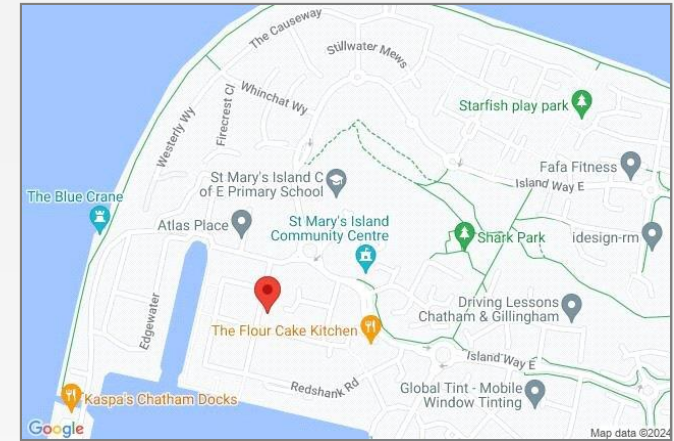 The Causeway
Stillwater Mews
Whinchat Wy
Firecrest Cl
Westerly Wy
Starfish play park
Fafa Fitness
Island Way E
St Mary's Island C
of E Primary School
The Blue Crane
Atlas Place
St Mary's Island
Community Centre
Shark Park
idesign-rm
Edgewater
Driving Lessons
Chatham & Gillingham
The Flour Cake Kitchen
Island Way E
Redshank Rd
Global Tint - Mobile
Window Tinting
Kaspa's Chatham Docks
Google
Map data ©2024